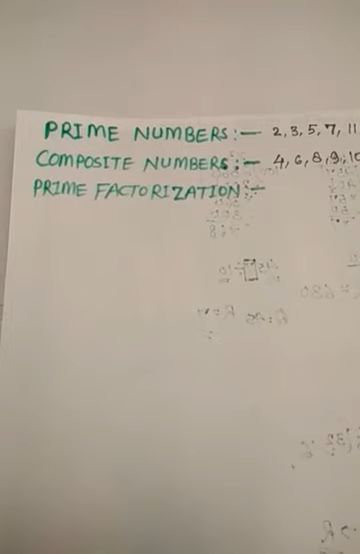 PRIME NUMBERS:— 2, 3, 5, 7, 11
COMPOSITE NUMBERS:— 4, 6, 8, 9, 10
PRIME FACTORIZATION:—